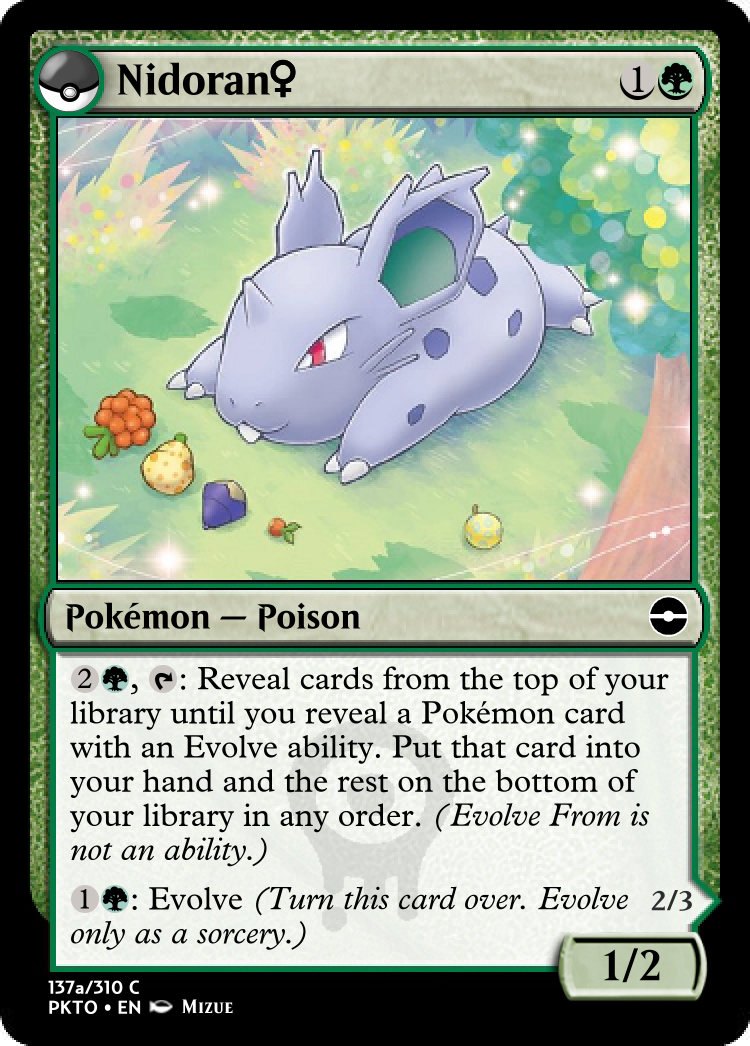 Nidoran♀ 1
Pokémon — Poison
2, : Reveal cards from the top of your
library until you reveal a Pokémon card
with an Evolve ability. Put that card into
your hand and the rest on the bottom of
your library in any order. (Evolve From is
not an ability.)
1: Evolve (Turn this card over. Evolve 2/3
only as a sorcery.)
1/2
137a/310 C
PKTO • EN Mizue